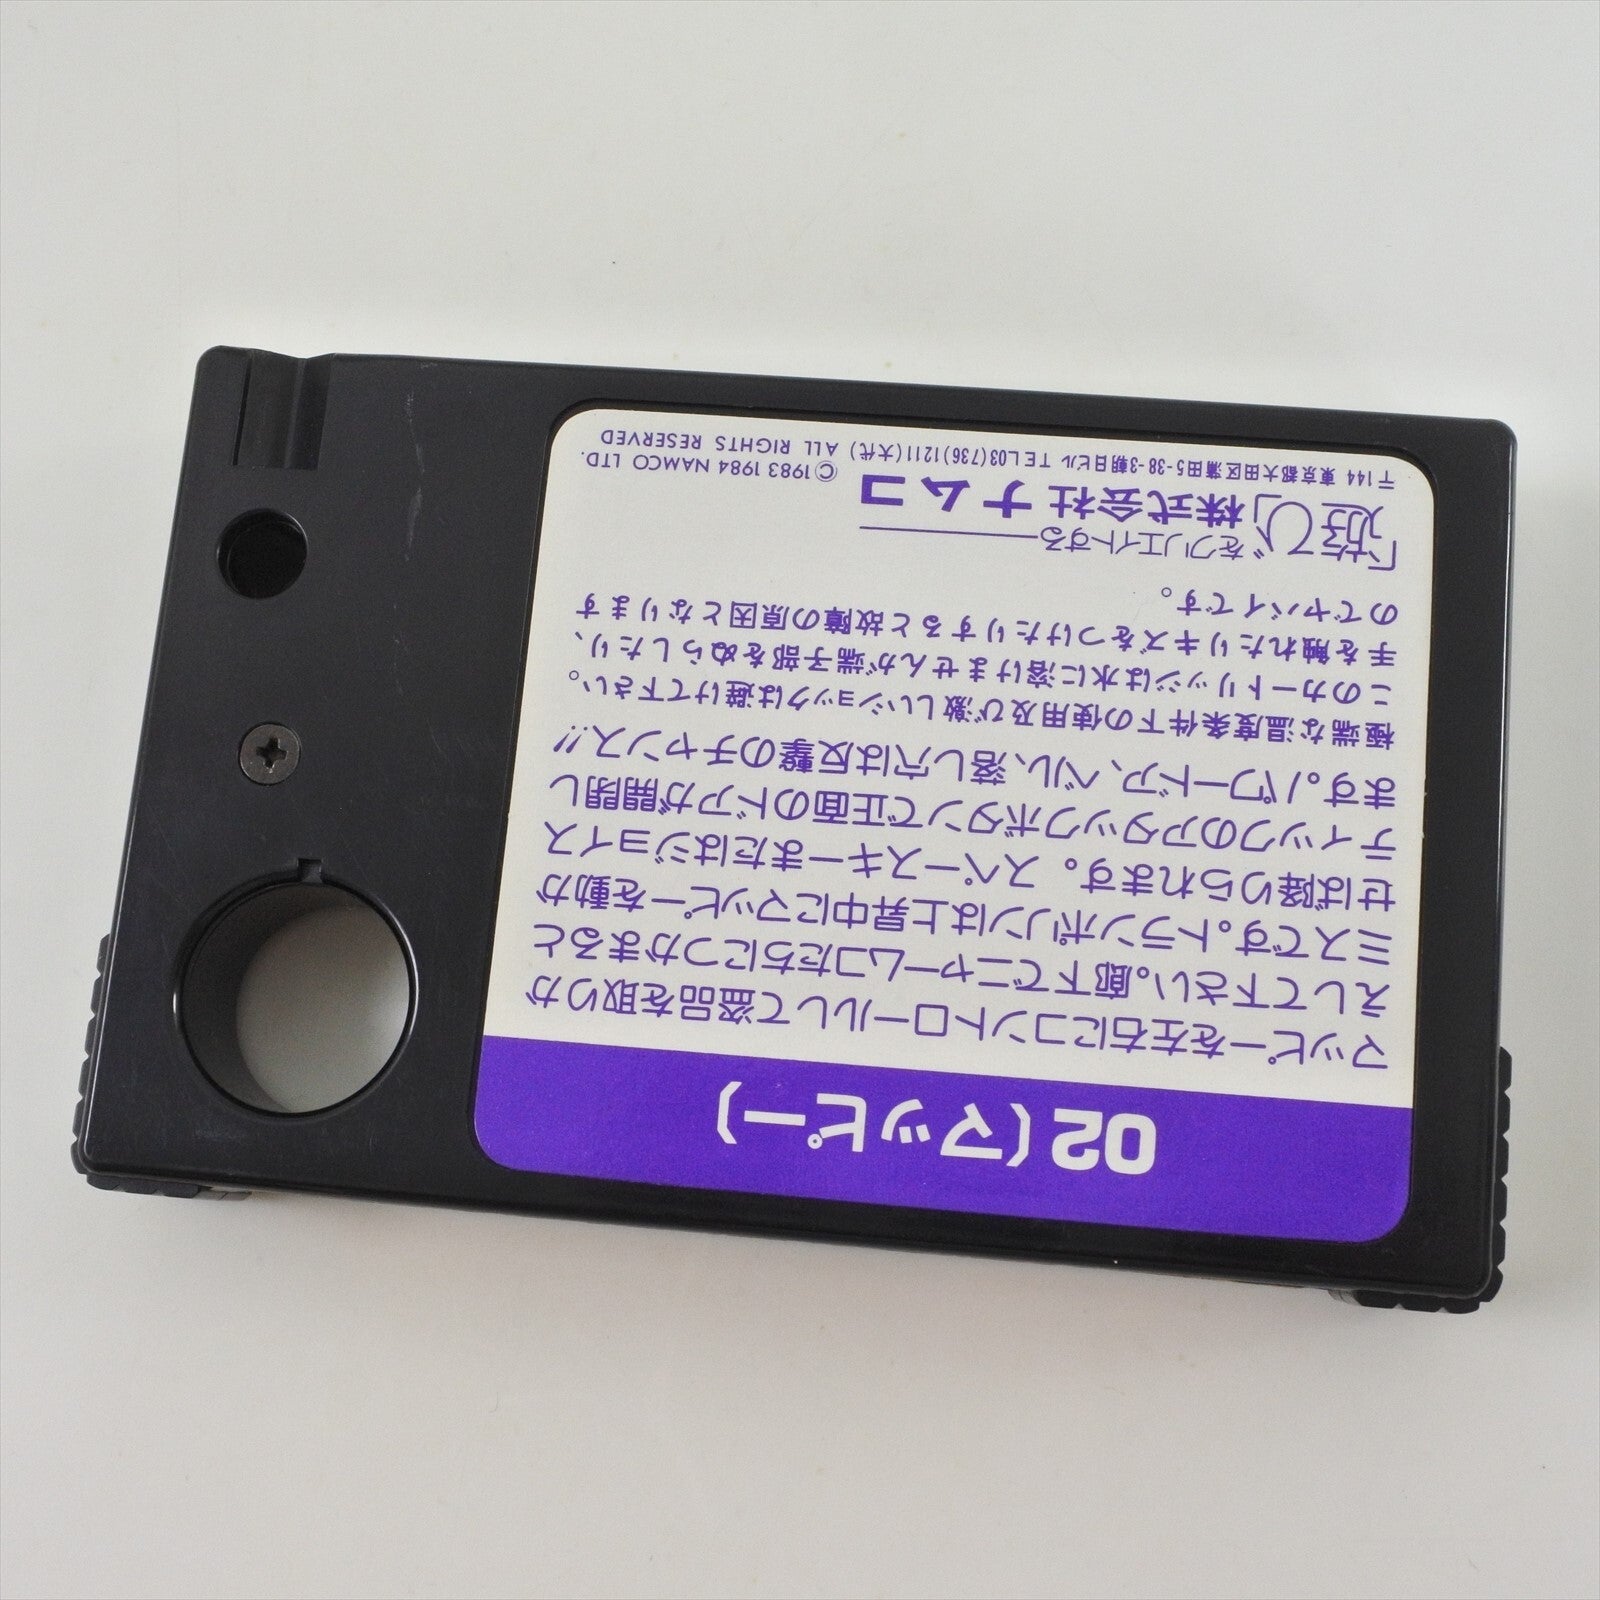 02(マッピー)
マッピーを左右にコントロールして盗品を取りか
えして下さい。廊下でニャームコたちにつかまると
ミスです。トランポリンは上昇中にマッピーを動か
せば降りられます。スペースキーまたはジョイス
ティックのアタックボタンで正面のドアが開閉し
ます。パワードア、ベル、落し穴は反撃のチャンス!!
極端な温度条件下の使用及び激しいショックは避けて下さい。
このカートリッジは水に溶けませんが端子部をぬらしたり、
手を触れたりキズをつけたりすると故障の原因となります
のでヤバイです。
「遊び」をクリエイトする
株式会社ナムコ
©1983 1984 NAMCO LTD.
〒144 東京都大田区蒲田5-38-3朝日ビル TEL03(736)1211(大代) ALL RIGHTS RESERVED